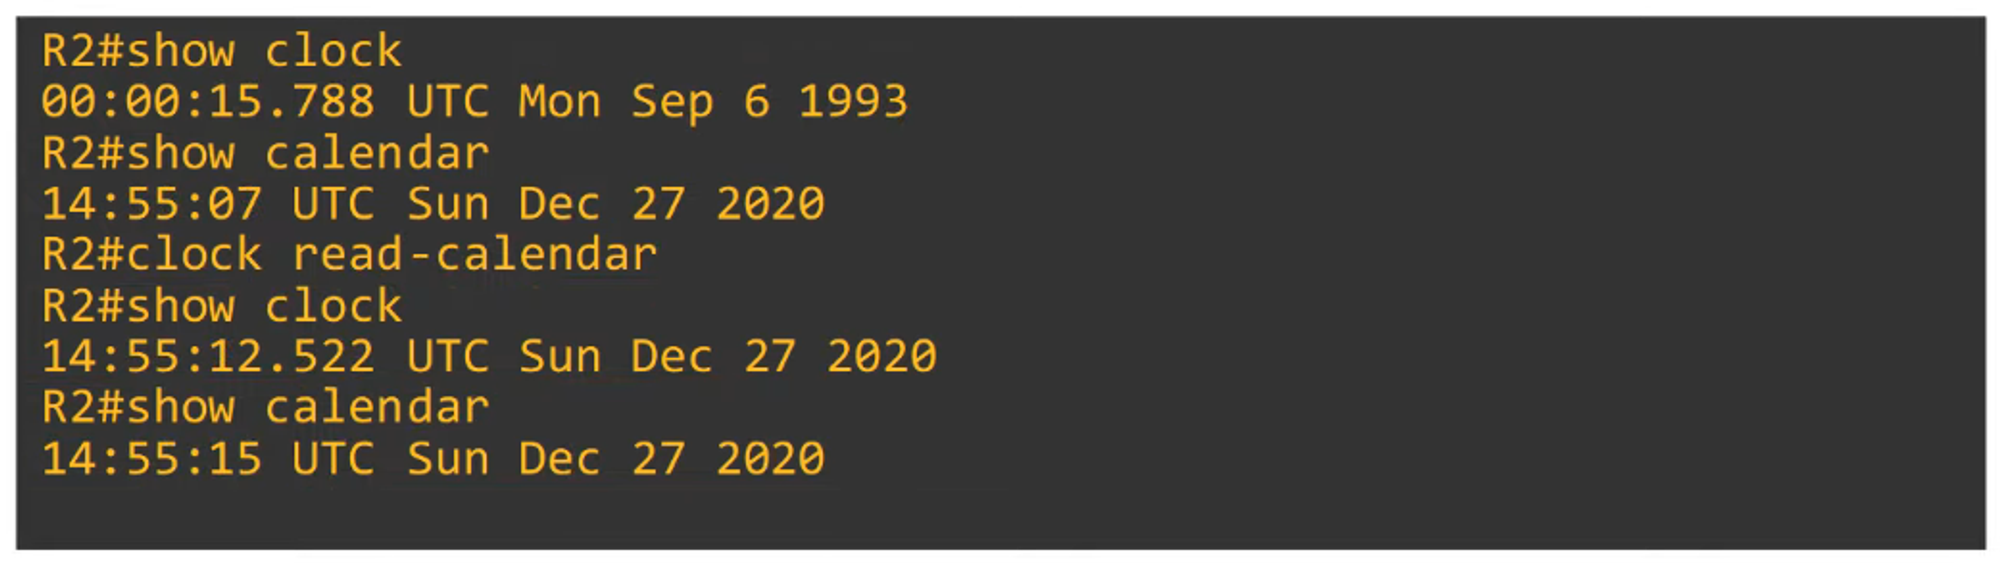 R2#show clock
00:00:15.788 UTC Mon Sep 6 1993
R2#show calendar
14:55:07 UTC Sun Dec 27 2020
R2#clock read-calendar
R2#show clock
14:55:12.522 UTC Sun Dec 27 2020
R2#show calendar
14:55:15 UTC Sun Dec 27 2020